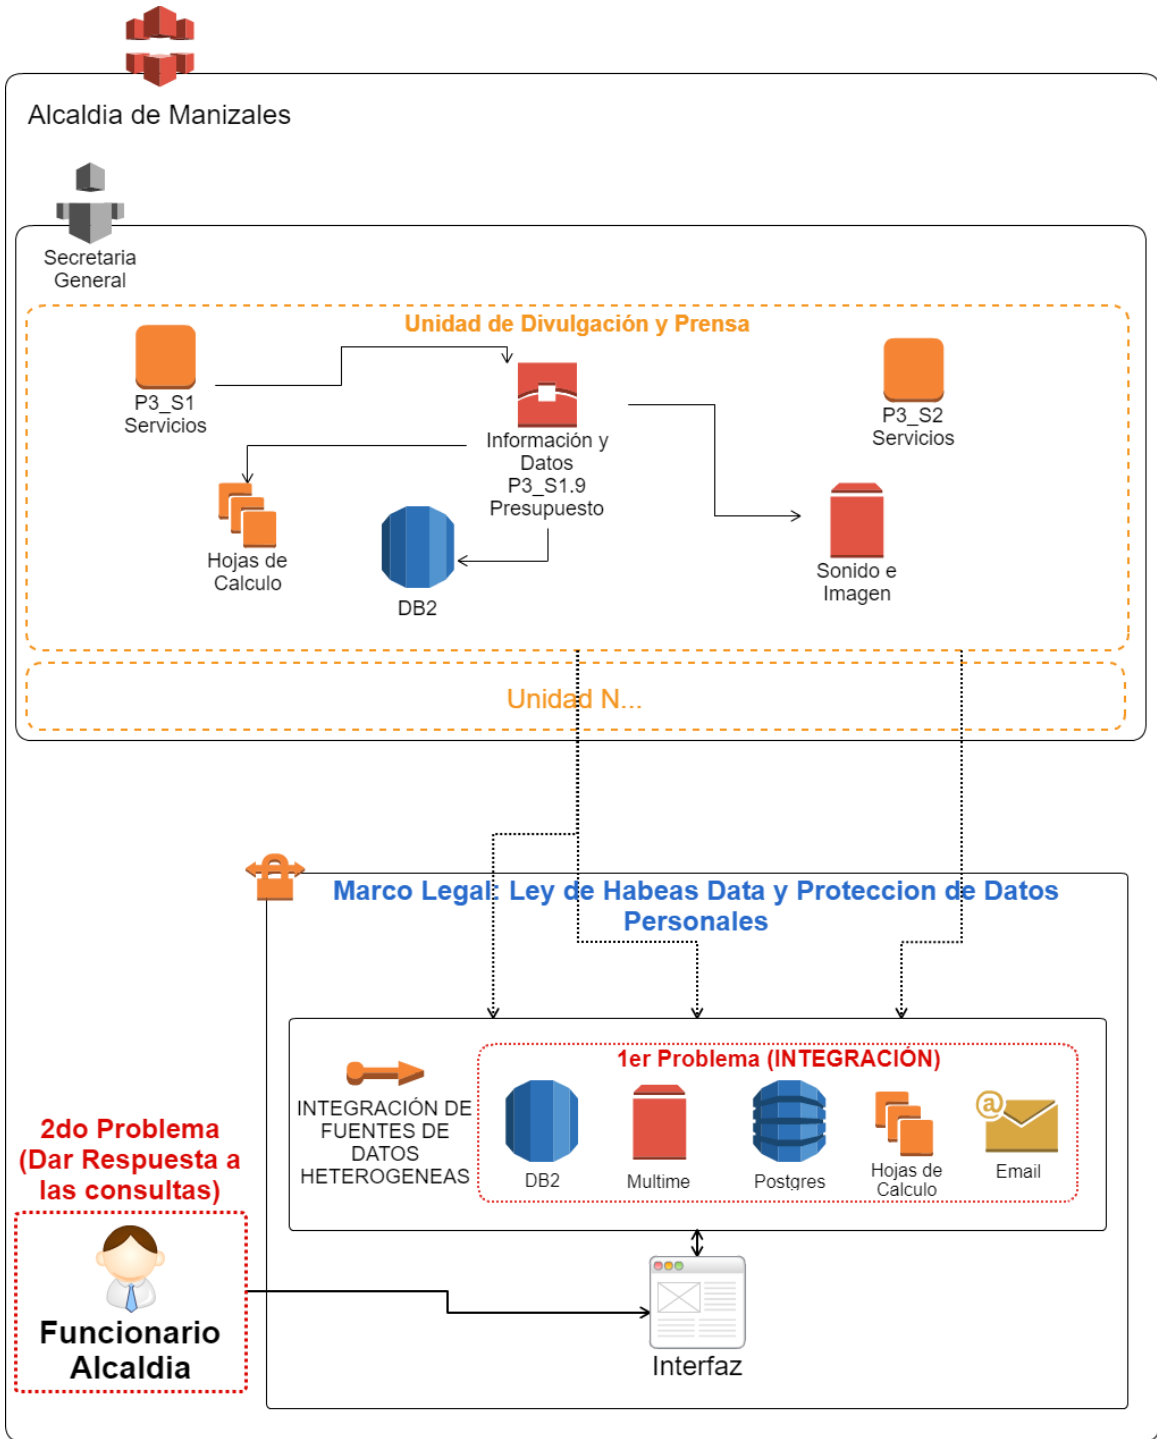 Alcaldia de Manizales
Secretaria
General
Unidad de Divulgación y Prensa
P3_S1
Servicios
Información y
Datos
P3_S1.9
Presupuesto
P3_S2
Servicios
Hojas de
Calculo
DB2
Sonido e
Imagen
Unidad N...
Marco Legal: Ley de Habeas Data y Proteccion de Datos
Personales
1er Problema (INTEGRACIÓN)
INTEGRACIÓN DE
FUENTES DE
DATOS
HETEROGENEAS
DB2
Multime
Postgres
Hojas de
Calculo
@
Email
2do Problema
(Dar Respuesta a
las consultas)
Funcionario
Alcaldia
Interfaz